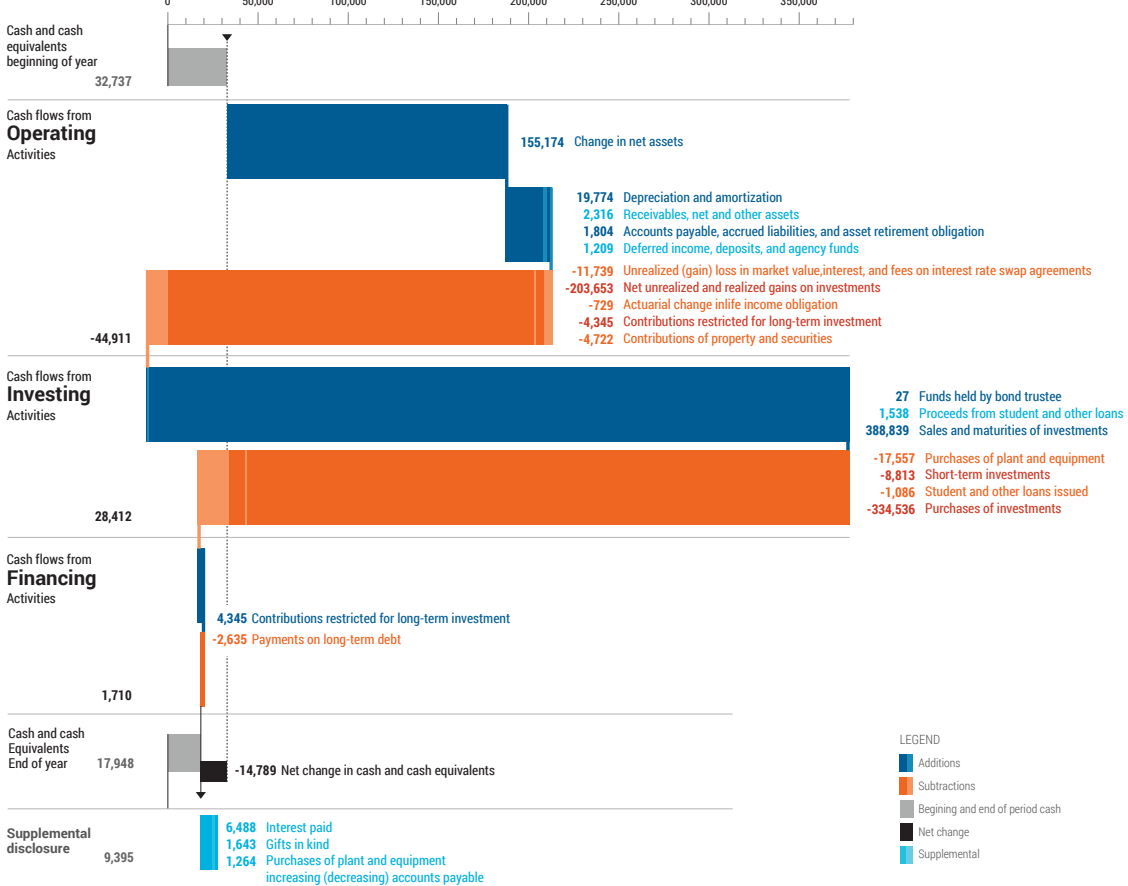 0 50,000 100,000 150,000 200,000 250,000 300,000 350,000
Cash and cash
equivalents
beginning of year
32,737
Cash flows from
Operating
Activities
155,174 Change in net assets
19,774 Depreciation and amortization
2,316 Receivables, net and other assets
1,804 Accounts payable, accrued liabilities, and asset retirement obligation
1,209 Deferred income, deposits, and agency funds
-11,739 Unrealized (gain) loss in market value,interest, and fees on interest rate swap agreements
-203,653 Net unrealized and realized gains on investments
-729 Actuarial change inlife income obligation
-4,345 Contributions restricted for long-term investment
-4,722 Contributions of property and securities
-44,911
Cash flows from
Investing
Activities
27 Funds held by bond trustee
1,538 Proceeds from student and other loans
388,839 Sales and maturities of investments
-17,557 Purchases of plant and equipment
-8,813 Short-term investments
-1,086 Student and other loans issued
-334,536 Purchases of investments
28,412
Cash flows from
Financing
Activities
4,345 Contributions restricted for long-term investment
-2,635 Payments on long-term debt
1,710
Cash and cash
Equivalents
End of year
17,948
-14,789 Net change in cash and cash equivalents
Supplemental
disclosure
9,395
6,488 Interest paid
1,643 Gifts in kind
1,264 Purchases of plant and equipment
increasing (decreasing) accounts payable
LEGEND
Additions
Subtractions
Begining and end of period cash
Net change
Supplemental